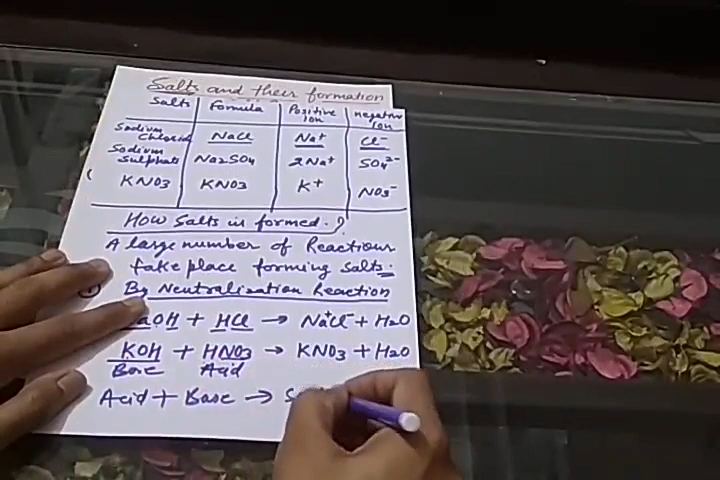 Salts and their formation
Salts Formula Positive Ion Negative Ion
Sodium Chloride NaCl Na+ Cl-
Sodium Sulphate Na2SO4 2Na+ SO4 2-
KNO3 KNO3 K+ NO3-
How Salts is formed.?
A large number of Reactions
take place forming salts.
By Neutralization Reaction
NaOH + HCl → Na+Cl- + H2O
KOH + HNO3 → KNO3 + H2O
Base Acid
Acid + Base → S